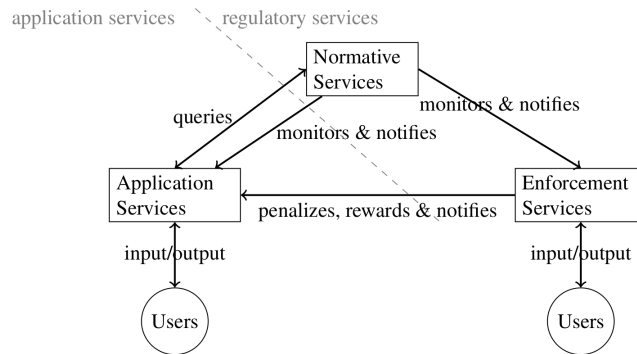 application services
regulatory services
Normative
Services
queries
monitors & notifies
monitors & notifies
Application
Services
Enforcement
Services
penalizes, rewards & notifies
input/output
input/output
Users
Users